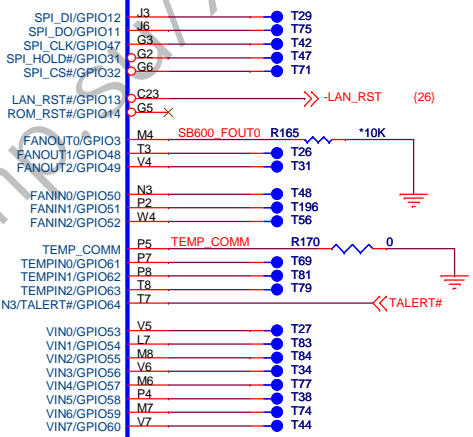 SPI_DI/GPIO12 J3 T29
SPI_DO/GPIO11 J6 T75
SPI_CLK/GPIO47 G3 T42
SPI_HOLD#/GPIO31 G2 T47
SPI_CS#/GPIO32 G6 T71
LAN_RST#/GPIO13 C23 -LAN_RST {26}
ROM_RST#/GPIO14 G5
FANOUT0/GPIO3 M4 SB600_FOUT0 R165 *10K
FANOUT1/GPIO48 T3 T26
FANOUT2/GPIO49 V4 T31
FANIN0/GPIO50 N3 T48
FANIN1/GPIO51 P2 T196
FANIN2/GPIO52 W4 T56
TEMP_COMM P5 TEMP_COMM R170 0
TEMPIN0/GPIO61 P7 T69
TEMPIN1/GPIO62 P8 T81
TEMPIN2/GPIO63 T8 T79
N3/TALERT#/GPIO64 T7 TALERT#
VIN0/GPIO53 V5 T27
VIN1/GPIO54 L7 T83
VIN2/GPIO55 M8 T84
VIN3/GPIO56 V6 T34
VIN4/GPIO57 M6 T77
VIN5/GPIO58 P4 T38
VIN6/GPIO59 M7 T74
VIN7/GPIO60 V7 T44